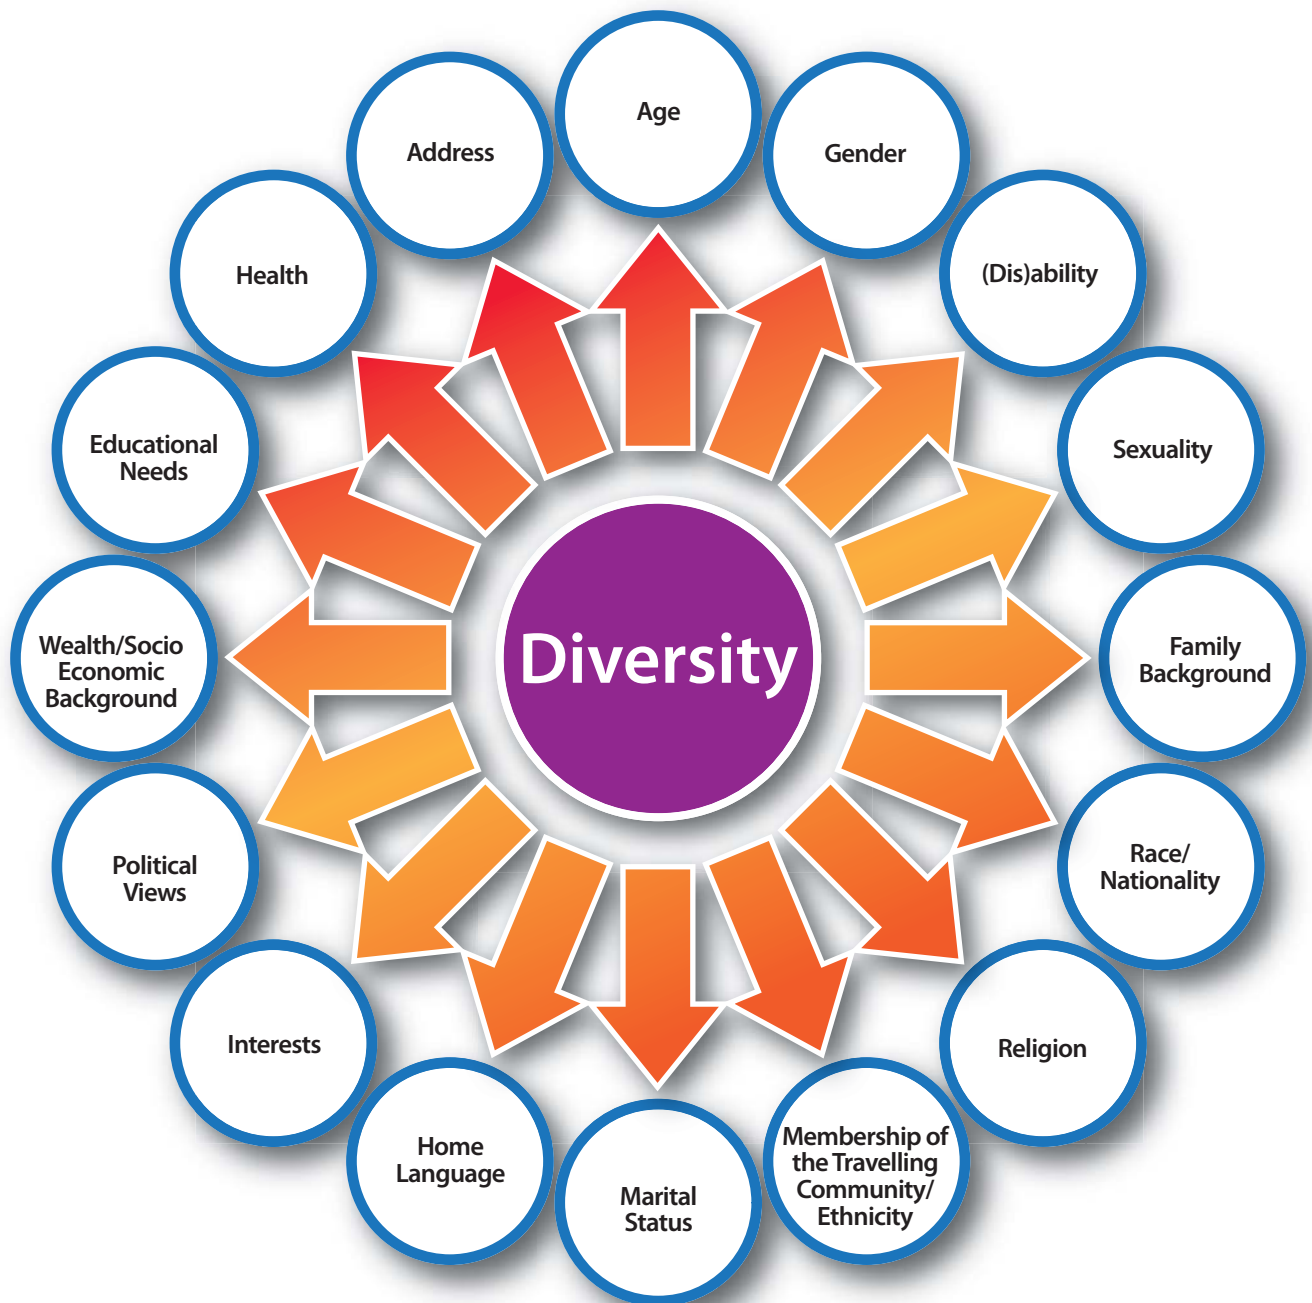 Age
Gender
(Dis)ability
Sexuality
Family
Background
Race/
Nationality
Religion
Membership of
the Travelling
Community/
Ethnicity
Marital
Status
Home
Language
Interests
Political
Views
Wealth/Socio
Economic
Background
Educational
Needs
Health
Address
Diversity